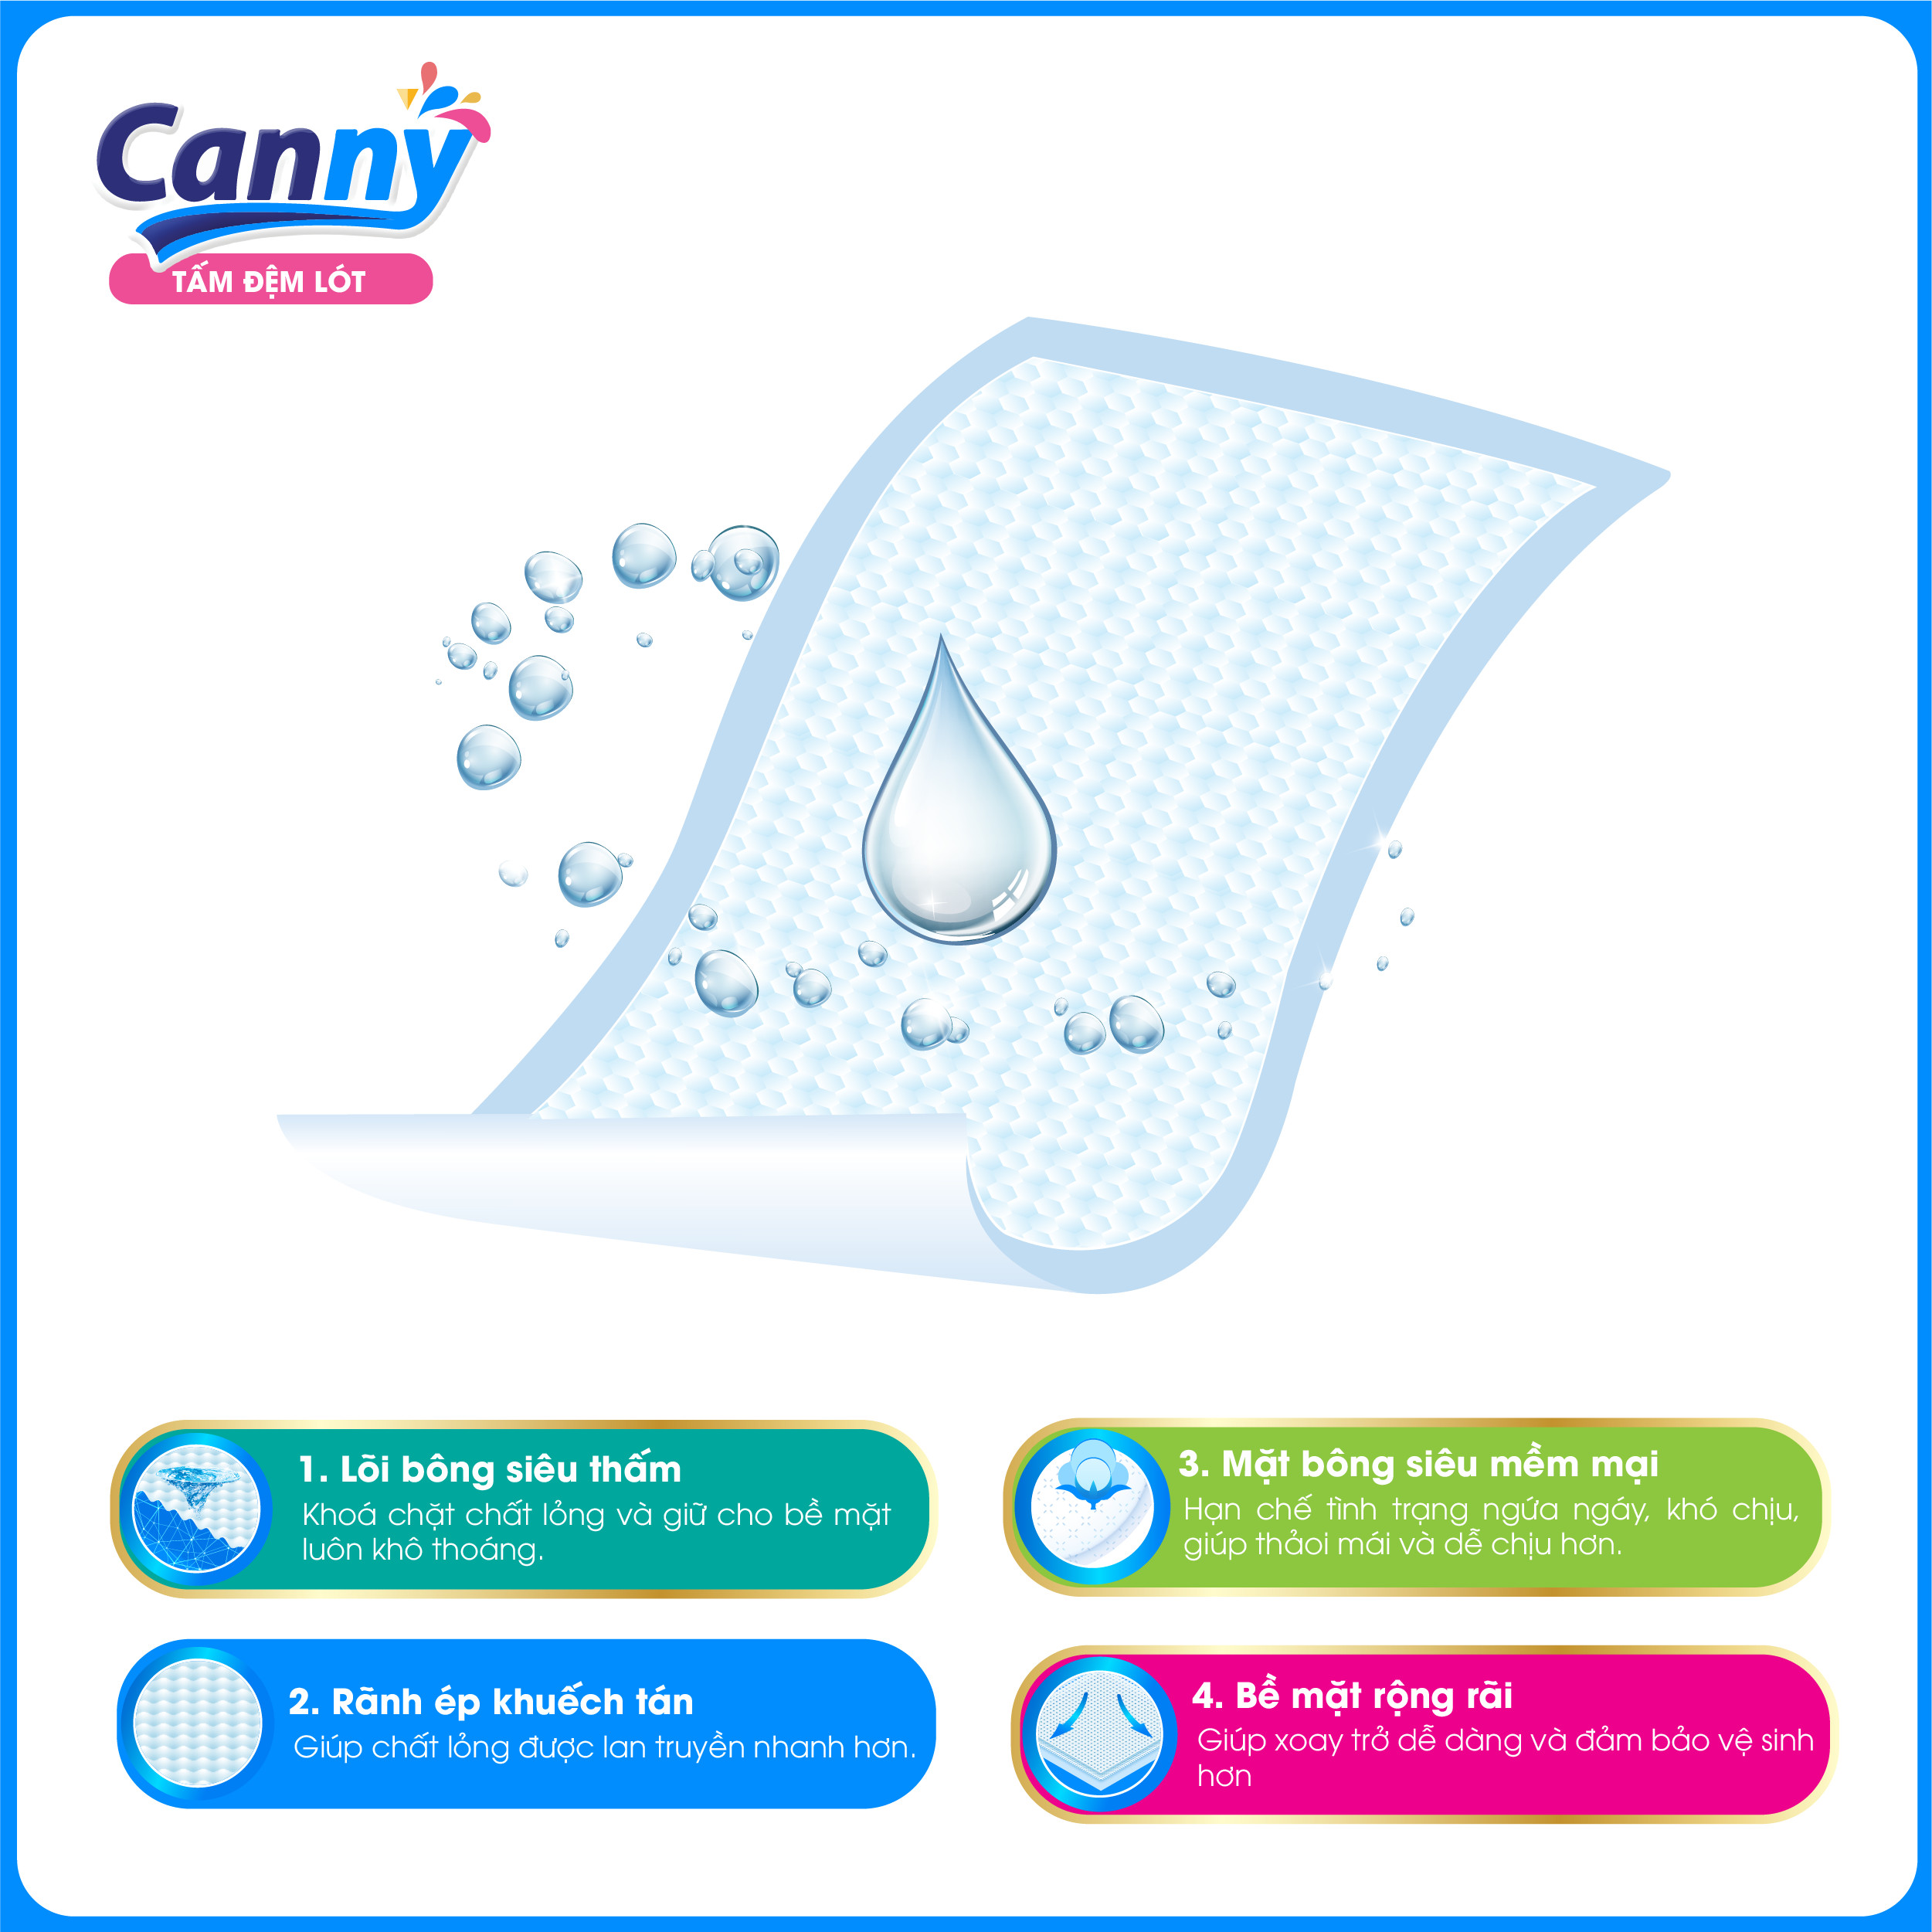 Canny
TẤM ĐỆM LÓT
1. Lõi bông siêu thấm
Khoá chặt chất lỏng và giữ cho bề mặt
luôn khô thoáng.
2. Rãnh ép khuếch tán
Giúp chất lỏng được lan truyền nhanh hơn.
3. Mặt bông siêu mềm mại
Hạn chế tình trạng ngứa ngáy, khó chịu,
giúp thảoi mái và dễ chịu hơn.
4. Bề mặt rộng rãi
Giúp xoay trở dễ dàng và đảm bảo vệ sinh
hơn